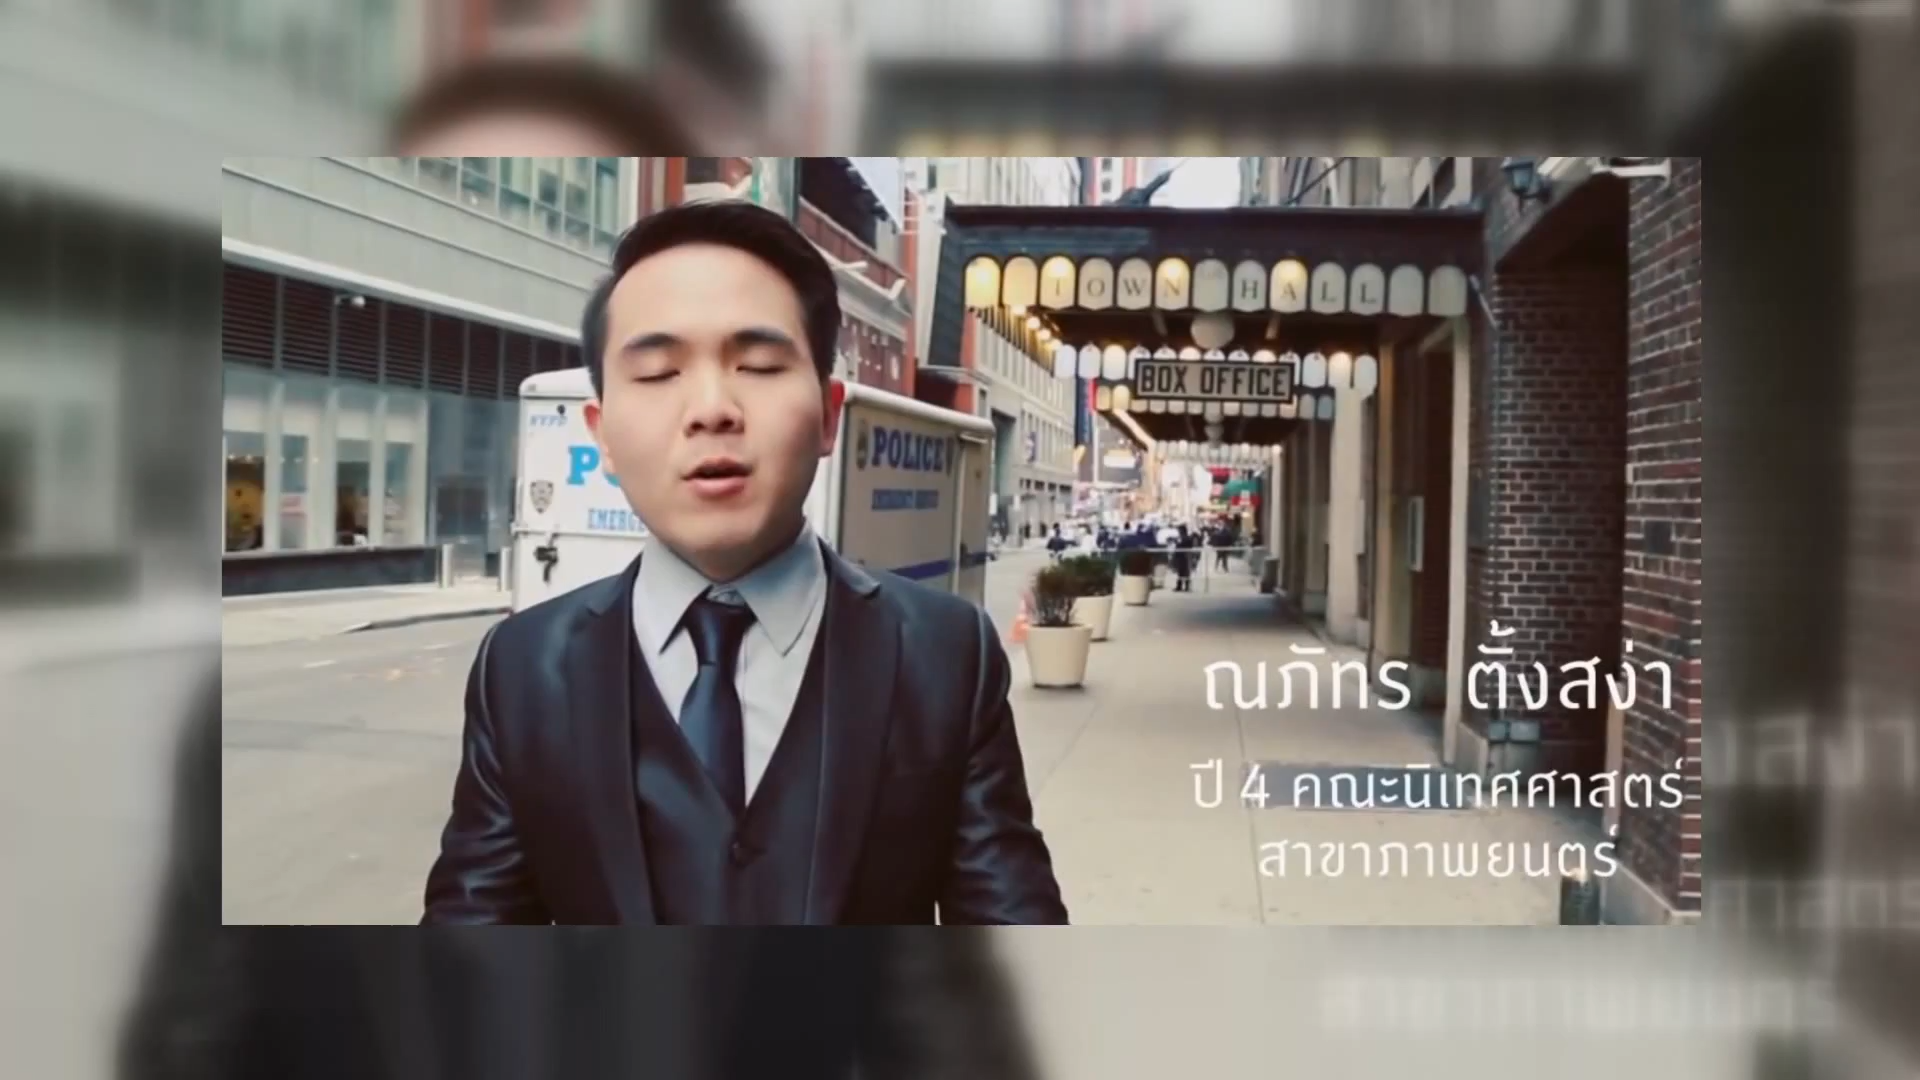 TOWN HALL
BOX OFFICE
NYPD
POLICE
EMERG
ณภัทร ตั้งสง่า
ปี 4 คณะนิเทศศาสตร์
สาขาภาพยนตร์